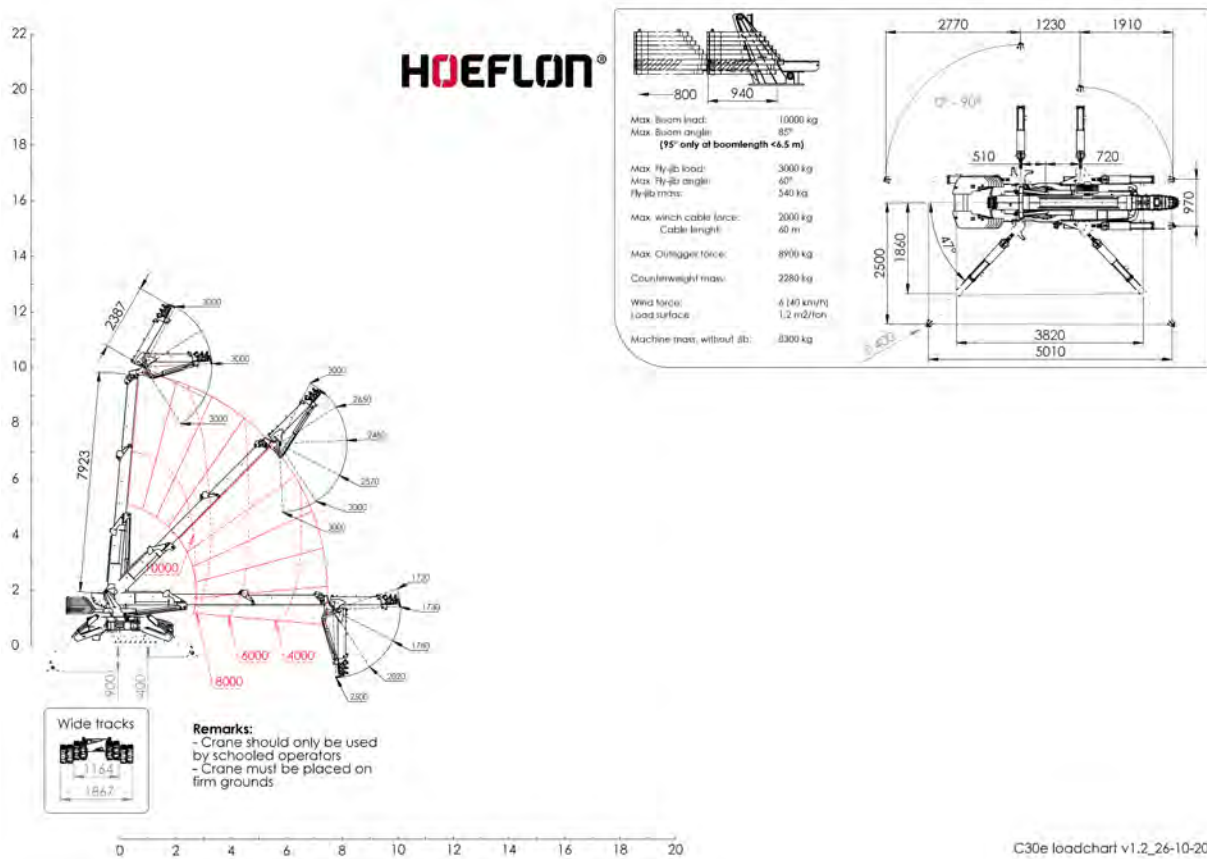 HOEFLON®
22
20
18
16
14
12
10
8
6
4
2
0
2387
7923
3000
3000
3000
3000
2650
2460
2570
3000
3000
10000
1720
1730
1760
2020
2300
8000
6000
4000
900
400
Wide tracks
1164
1867
Remarks:
- Crane should only be used
by schooled operators
- Crane must be placed on
firm grounds
0 2 4 6 8 10 12 14 16 18 20
800 940
Max. Boom load: 10000 kg
Max. Boom angle: 85°
(95° only at boomlength <6.5 m)
Max. Fly-jib load: 3000 kg
Max. Fly-jib angle: 60°
Fly-jib mass: 540 kg
Max. winch cable force: 2000 kg
Cable lenght: 60 m
Max. Outrigger force: 8900 kg
Counterweight mass: 2280 kg
Wind force: 6 (40 km/h)
Load surface: 1,2 m2/ton
Machine mass, without jib: 8300 kg
2770 1230 1910
0° - 90°
510 720
970
2500
1860
47°
400
3820
5010
C30e loadchart v1.2_26-10-20